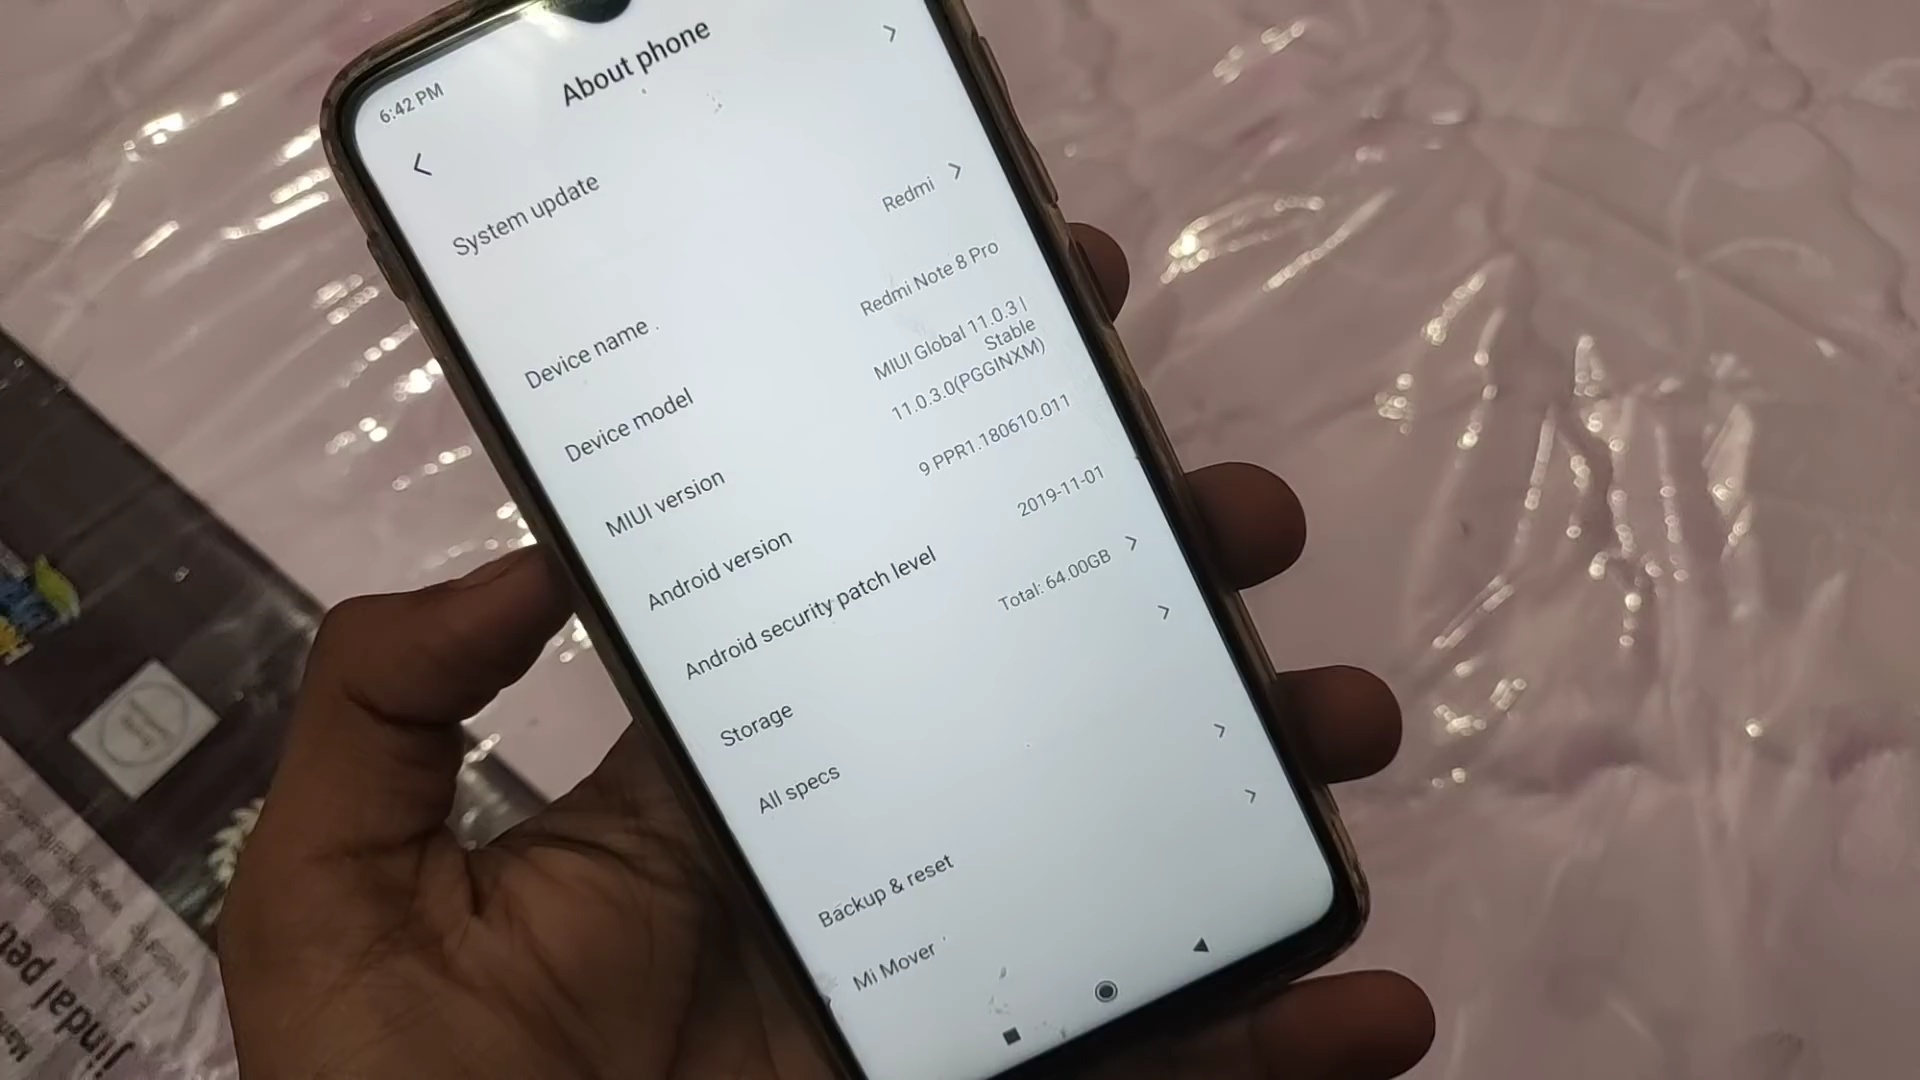 6:42 PM
About phone
System update
Device name
Redmi
Device model
Redmi Note 8 Pro
MIUI version
MIUI Global 11.0.3 |
Stable
11.0.3.0(PGGINXM)
Android version
9 PPR1.180610.011
Android security patch level
2019-11-01
Storage
Total: 64.00GB
All specs
Backup & reset
Mi Mover
jindal